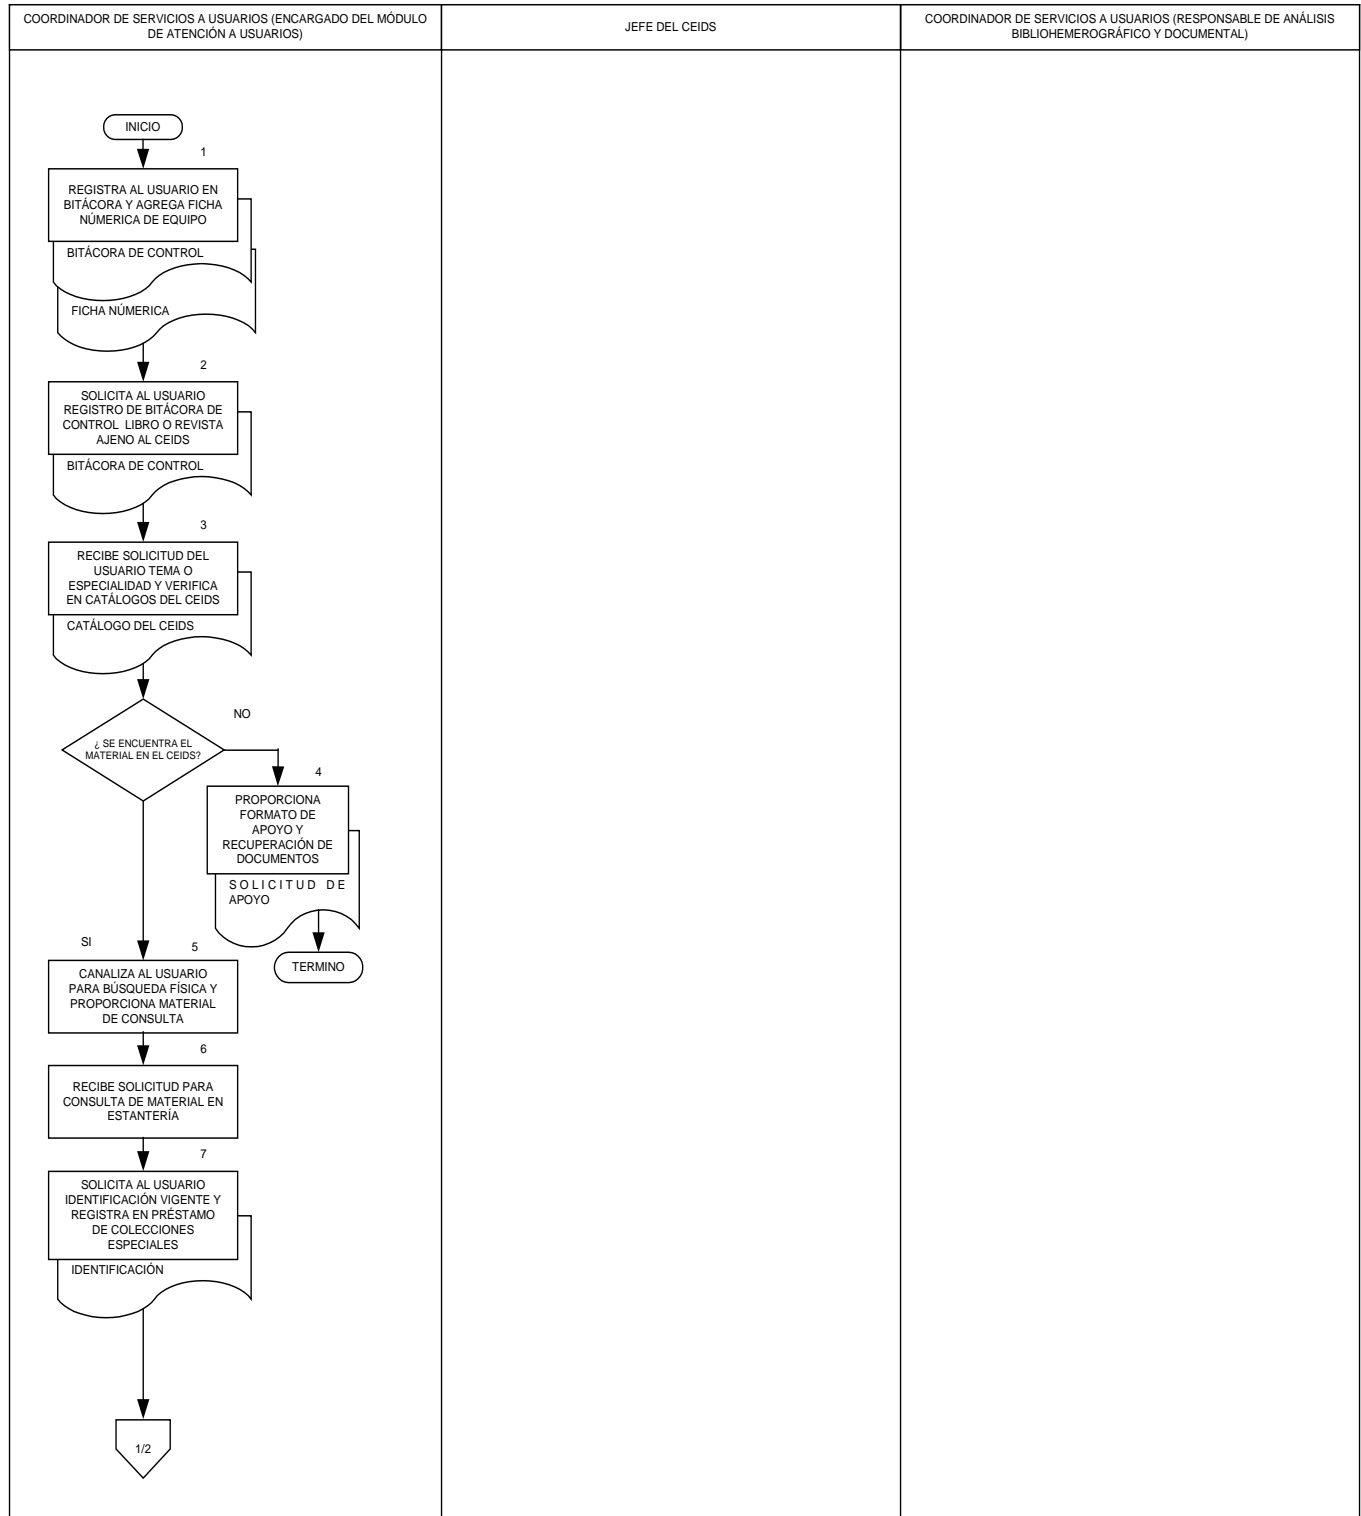 COORDINADOR DE SERVICIOS A USUARIOS (ENCARGADO DEL MÓDULO
DE ATENCIÓN A USUARIOS)
JEFE DEL CEIDS
COORDINADOR DE SERVICIOS A USUARIOS (RESPONSABLE DE ANÁLISIS
BIBLIOHEMEROGRÁFICO Y DOCUMENTAL)
INICIO
1
REGISTRA AL USUARIO EN
BITÁCORA Y AGREGA FICHA
NÚMERICA DE EQUIPO
BITÁCORA DE CONTROL
FICHA NÚMERICA
2
SOLICITA AL USUARIO
REGISTRO DE BITÁCORA DE
CONTROL LIBRO O REVISTA
AJENO AL CEIDS
BITÁCORA DE CONTROL
3
RECIBE SOLICITUD DEL
USUARIO TEMA O
ESPECIALIDAD Y VERIFICA
EN CATÁLOGOS DEL CEIDS
CATÁLOGO DEL CEIDS
NO
¿ SE ENCUENTRA EL
MATERIAL EN EL CEIDS?
4
PROPORCIONA
FORMATO DE
APOYO Y
RECUPERACIÓN DE
DOCUMENTOS
SOLICITUD DE
APOYO
TERMINO
SI
5
CANALIZA AL USUARIO
PARA BÚSQUEDA FÍSICA Y
PROPORCIONA MATERIAL
DE CONSULTA
6
RECIBE SOLICITUD PARA
CONSULTA DE MATERIAL EN
ESTANTERÍA
7
SOLICITA AL USUARIO
IDENTIFICACIÓN VIGENTE Y
REGISTRA EN PRÉSTAMO
DE COLECCIONES
ESPECIALES
IDENTIFICACIÓN
1/2